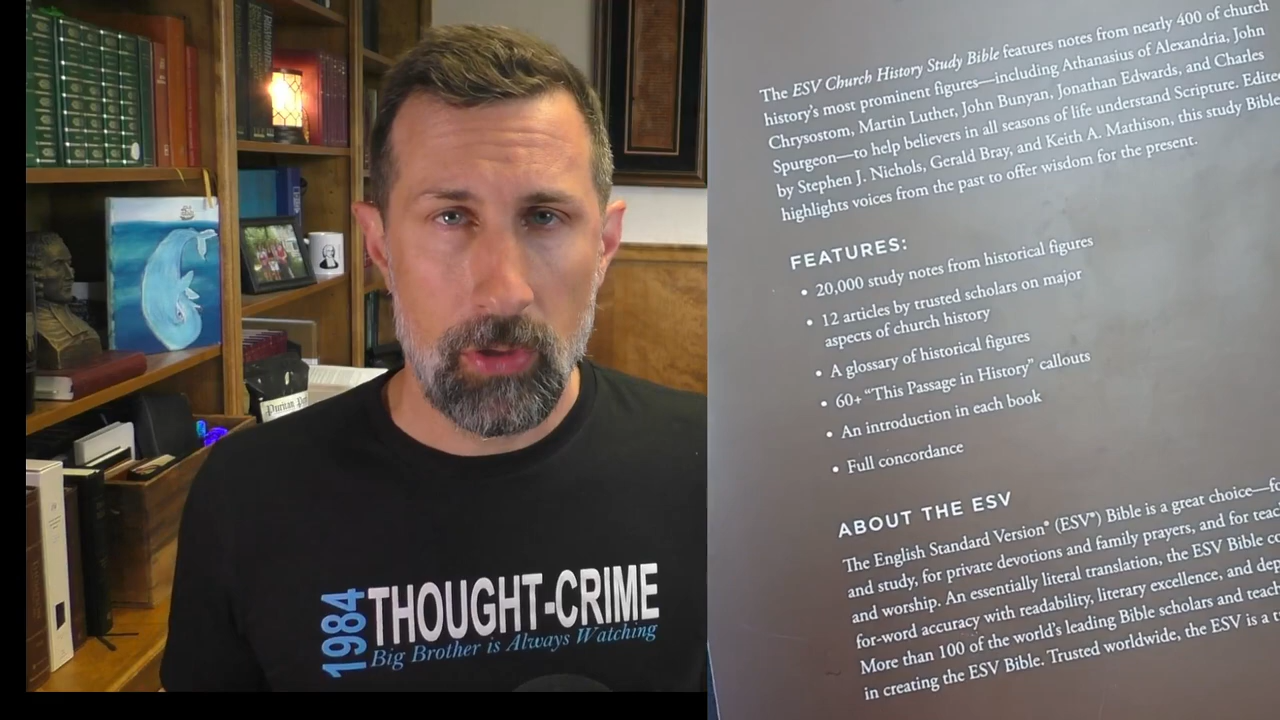 Puritan
1984
THOUGHT-CRIME
Big Brother is Always Watching
The ESV Church History Study Bible features notes from nearly 400 of church
history's most prominent figures—including Athanasius of Alexandria, John
Chrysostom, Martin Luther, John Bunyan, Jonathan Edwards, and Charles
Spurgeon—to help believers in all seasons of life understand Scripture. Edite
by Stephen J. Nichols, Gerald Bray, and Keith A. Mathison, this study Bible
highlights voices from the past to offer wisdom for the present.
FEATURES:
• 20,000 study notes from historical figures
• 12 articles by trusted scholars on major
aspects of church history
• A glossary of historical figures
• 60+ “This Passage in History” callouts
• An introduction in each book
• Full concordance
ABOUT THE ESV
The English Standard Version® (ESV®) Bible is a great choice—fo
and study, for private devotions and family prayers, and for teac
and worship. An essentially literal translation, the ESV Bible co
for-word accuracy with readability, literary excellence, and dep
More than 100 of the world's leading Bible scholars and teach
in creating the ESV Bible. Trusted worldwide, the ESV is a t